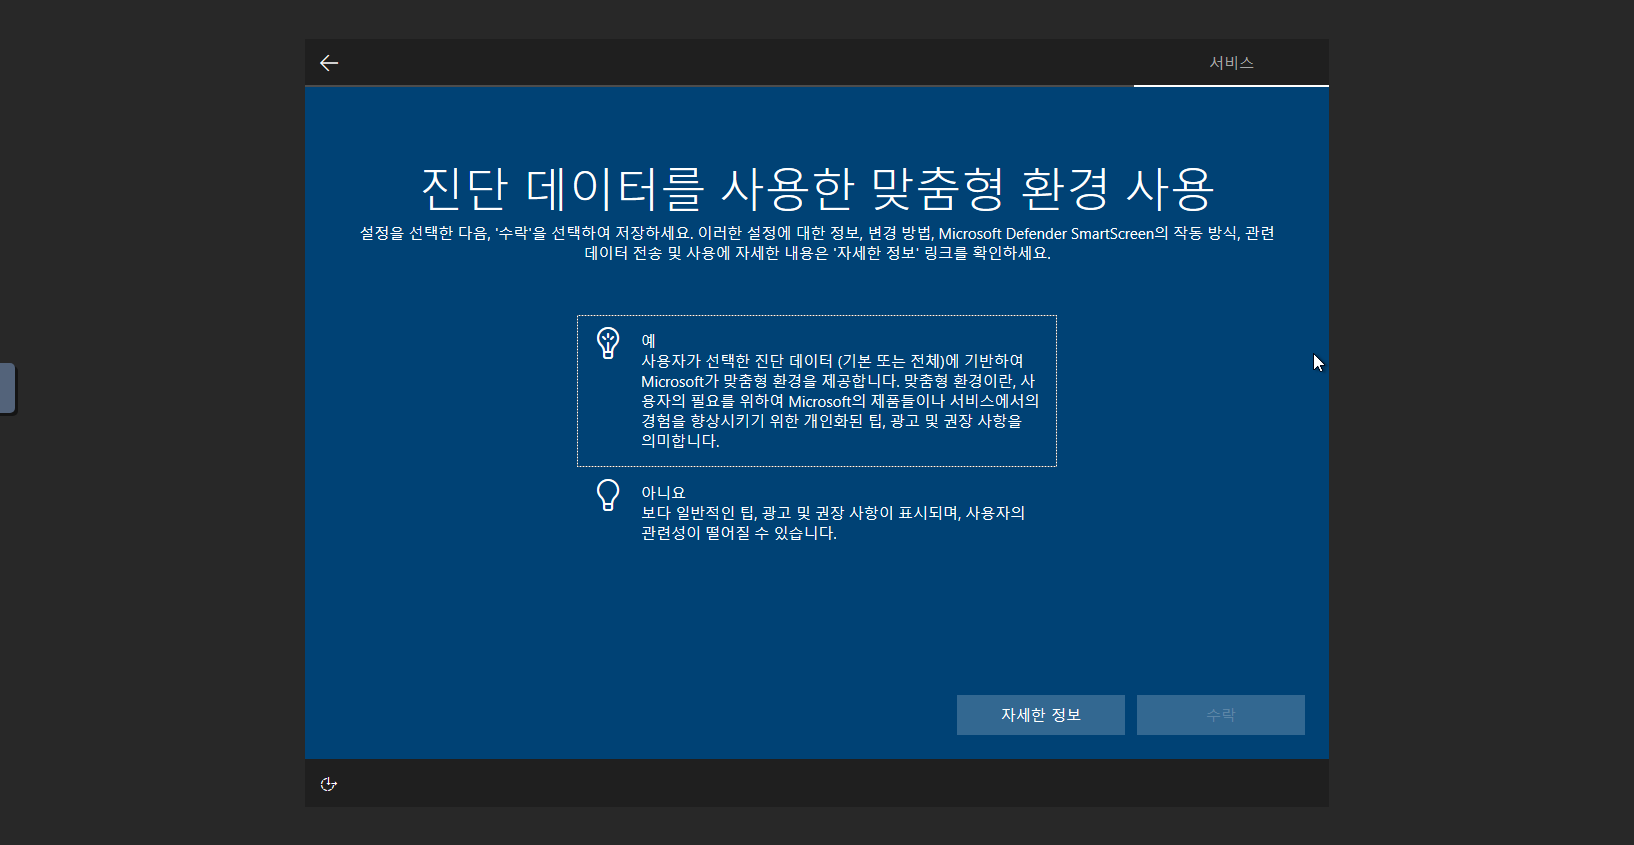 서비스
진단 데이터를 사용한 맞춤형 환경 사용
설정을 선택한 다음, '수락'을 선택하여 저장하세요. 이러한 설정에 대한 정보, 변경 방법, Microsoft Defender SmartScreen의 작동 방식, 관련
데이터 전송 및 사용에 자세한 내용은 '자세한 정보' 링크를 확인하세요.
예
사용자가 선택한 진단 데이터 (기본 또는 전체)에 기반하여
Microsoft가 맞춤형 환경을 제공합니다. 맞춤형 환경이란, 사
용자의 필요를 위하여 Microsoft의 제품들이나 서비스에서의
경험을 향상시키기 위한 개인화된 팁, 광고 및 권장 사항을
의미합니다.
아니요
보다 일반적인 팁, 광고 및 권장 사항이 표시되며, 사용자의
관련성이 떨어질 수 있습니다.
자세한 정보
수락